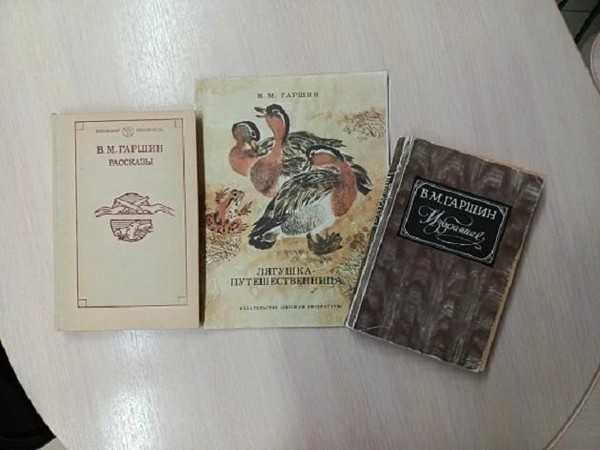 В. М. ГАРШИН
РАССКАЗЫ
В. М. ГАРШИН
ЛЯГУШКА-
ПУТЕШЕСТВЕННИЦА
ИЗДАТЕЛЬСТВО «ДЕТСКАЯ ЛИТЕРАТУРА»
В. М. ГАРШИН
Избранное